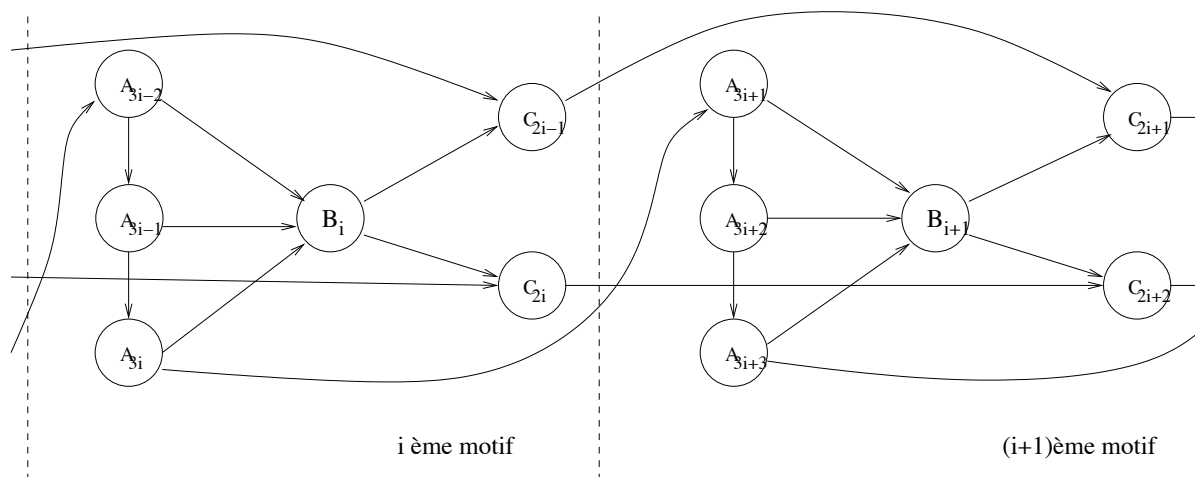 A3i−2
C2i−1
A3i−1
Bi
C2i
A3i
i ème motif
A3i+1
C2i+1
A3i+2
Bi+1
C2i+2
A3i+3
(i+1)ème motif